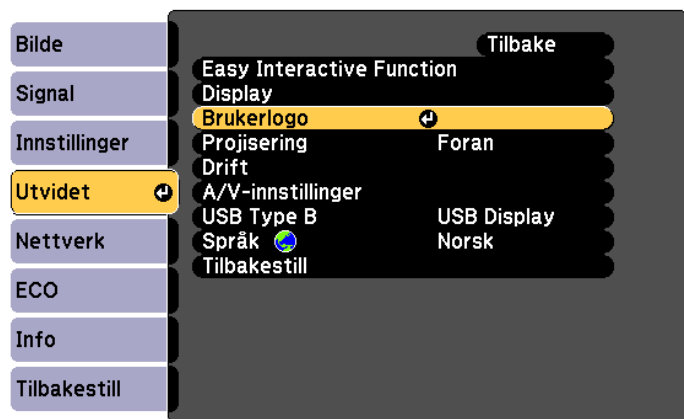 Bilde
Signal
Innstillinger
Utvidet
Nettverk
ECO
Info
Tilbakestill
Tilbake
Easy Interactive Function
Display
Brukerlogo
Projisering Foran
Drift
A/V-innstillinger
USB Type B USB Display
Språk Norsk
Tilbakestill